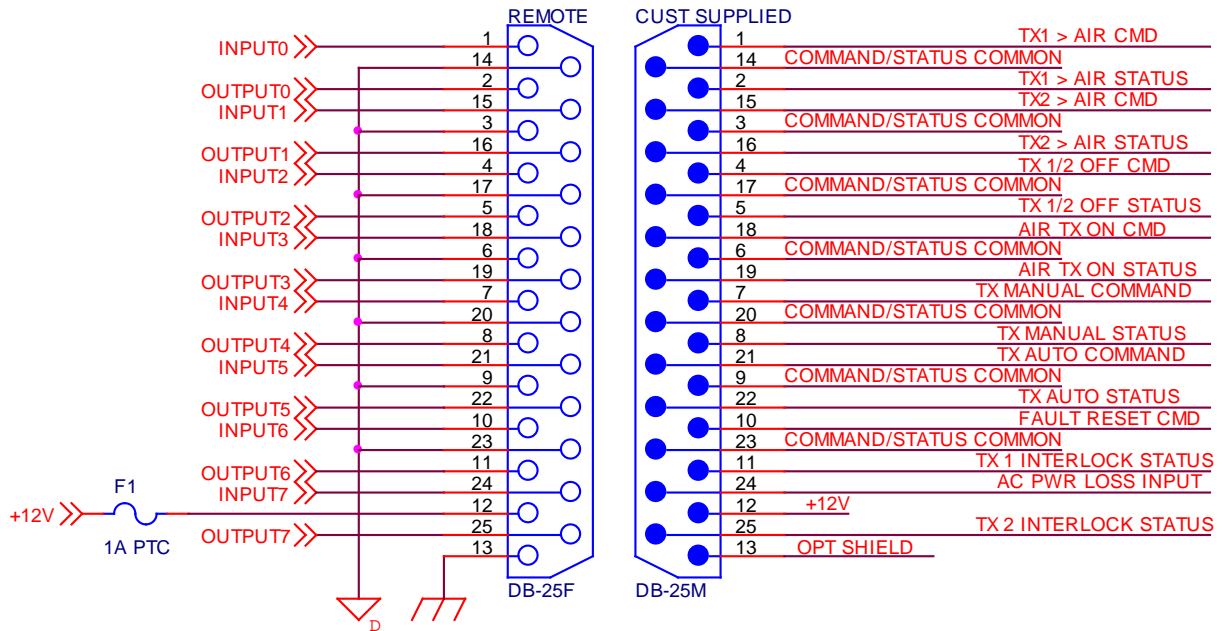 REMOTE CUST SUPPLIED
INPUT0 1 1 TX1 > AIR CMD
14 14 COMMAND/STATUS COMMON
OUTPUT0 2 2 TX1 > AIR STATUS
INPUT1 15 15 TX2 > AIR CMD
3 3 COMMAND/STATUS COMMON
OUTPUT1 16 16 TX2 > AIR STATUS
INPUT2 4 4 TX 1/2 OFF CMD
17 17 COMMAND/STATUS COMMON
OUTPUT2 5 5 TX 1/2 OFF STATUS
INPUT3 18 18 AIR TX ON CMD
6 6 COMMAND/STATUS COMMON
OUTPUT3 19 19 AIR TX ON STATUS
INPUT4 7 7 TX MANUAL COMMAND
20 20 COMMAND/STATUS COMMON
OUTPUT4 8 8 TX MANUAL STATUS
INPUT5 21 21 TX AUTO COMMAND
9 9 COMMAND/STATUS COMMON
OUTPUT5 22 22 TX AUTO STATUS
INPUT6 10 10 FAULT RESET CMD
23 23 COMMAND/STATUS COMMON
OUTPUT6 11 11 TX 1 INTERLOCK STATUS
INPUT7 24 24 AC PWR LOSS INPUT
F1
+12V 12 12 +12V
OUTPUT7 25 25 TX 2 INTERLOCK STATUS
1A PTC 13 13 OPT SHIELD
DB-25F DB-25M
D